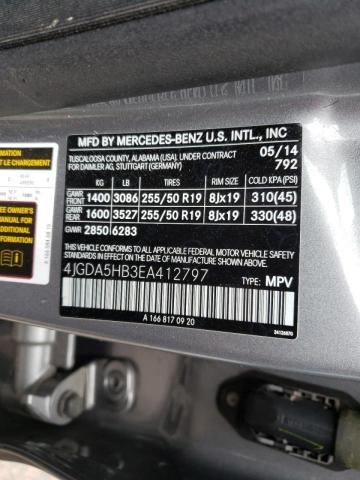 MFD BY MERCEDES-BENZ U.S. INTL., INC
TUSCALOOSA COUNTY, ALABAMA (USA). UNDER CONTRACT 05/14
FOR DAIMLER AG, STUTTGART (GERMANY) 792
KG LB TIRES RIM SIZE COLD KPA(PSI)
GAWR FRONT 1400 3086 255/50 R19 8Jx19 310(45)
GAWR REAR 1600 3527 255/50 R19 8Jx19 330(48)
GVWR 2850 6283
THIS VEHICLE CONFORMS TO ALL APPLICABLE FEDERAL MOTOR VEHICLE
SAFETY STANDARDS IN EFFECT ON THE DATE OF MANUFACTURE SHOWN ABOVE.
4JGDA5HB3EA412797 TYPE: MPV
A 166 817 09 20
LE CHARGEMENT
SEE OWNER'S
MANUAL FOR